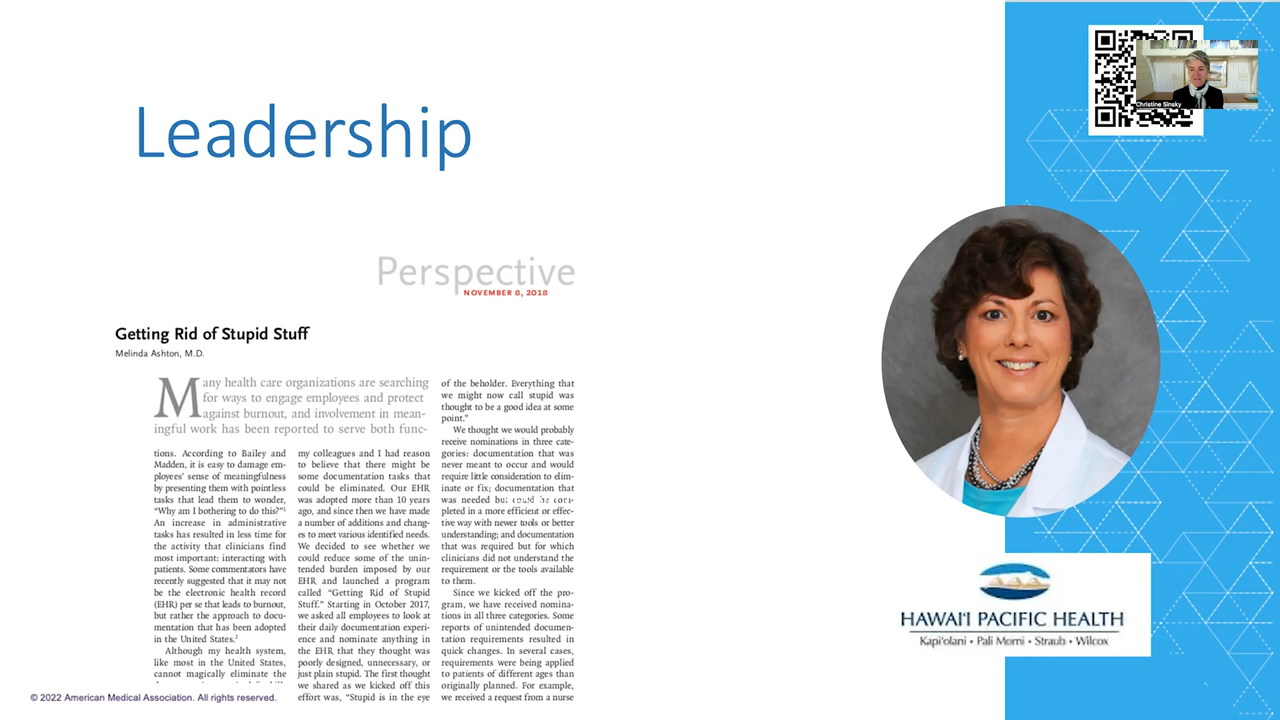 Leadership
Christine Sinsky
Perspective
NOVEMBER 8, 2018
Getting Rid of Stupid Stuff
Melinda Ashton, M.D.
Many health care organizations are searching
for ways to engage employees and protect
against burnout, and involvement in mean-
ingful work has been reported to serve both func-
tions. According to Bailey and
Madden, it is easy to damage em-
ployees' sense of meaningfulness
by presenting them with pointless
tasks that lead them to wonder,
"Why am I bothering to do this?"1
An increase in administrative
tasks has resulted in less time for
the activity that clinicians find
most important: interacting with
patients. Some commentators have
recently suggested that it may not
be the electronic health record
(EHR) per se that leads to burnout,
but rather the approach to docu-
mentation that has been adopted
in the United States.2
Although my health system,
like most in the United States,
cannot magically eliminate the
my colleagues and I had reason
to believe that there might be
some documentation tasks that
could be eliminated. Our EHR
was adopted more than 10 years
ago, and since then we have made
a number of additions and chang-
es to meet various identified needs.
We decided to see whether we
could reduce some of the unin-
tended burden imposed by our
EHR and launched a program
called "Getting Rid of Stupid
Stuff." Starting in October 2017,
we asked all employees to look at
their daily documentation experi-
ence and nominate anything in
the EHR that they thought was
poorly designed, unnecessary, or
just plain stupid. The first thought
we shared as we kicked off this
effort was, "Stupid is in the eye
of the beholder. Everything that
we might now call stupid was
thought to be a good idea at some
point."
We thought we would probably
receive nominations in three cate-
gories: documentation that was
never meant to occur and would
require little consideration to elim-
inate or fix; documentation that
was needed but could be com-
pleted in a more efficient or effec-
tive way with newer tools or better
understanding; and documentation
that was required but for which
clinicians did not understand the
requirement or the tools available
to them.
Since we kicked off the pro-
gram, we have received nomina-
tions in all three categories. Some
reports of unintended documen-
tation requirements resulted in
quick changes. In several cases,
requirements were being applied
to patients of different ages than
originally planned. For example,
we received a request from a nurse
HAWAI'I PACIFIC HEALTH
Kapi'olani • Pali Momi • Straub • Wilcox
© 2022 American Medical Association. All rights reserved.